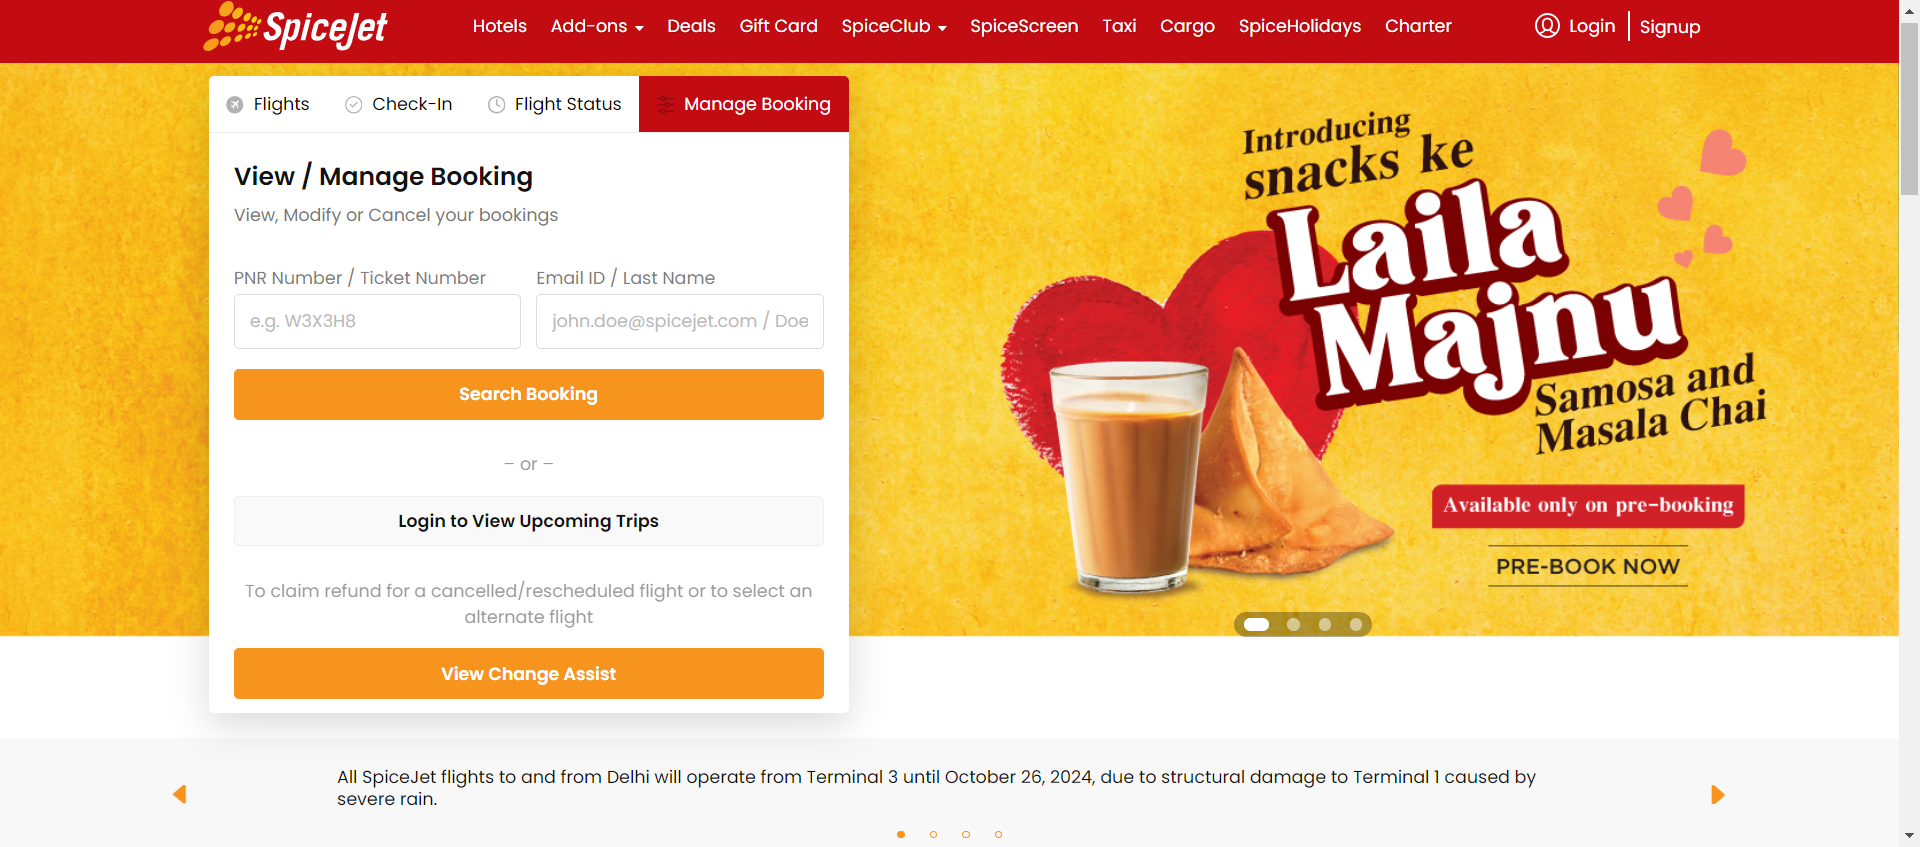 SpiceJet
Hotels
Add-ons
Deals
Gift Card
SpiceClub
SpiceScreen
Taxi
Cargo
SpiceHolidays
Charter
Login
Signup
Flights
Check-In
Flight Status
Manage Booking
View / Manage Booking
View, Modify or Cancel your bookings
PNR Number / Ticket Number
Email ID / Last Name
e.g. W3X3H8
john.doe@spicejet.com / Doe
Search Booking
– or –
Login to View Upcoming Trips
To claim refund for a cancelled/rescheduled flight or to select an
alternate flight
View Change Assist
Introducing
snacks ke
Laila
Majnu
Samosa and
Masala Chai
Available only on pre-booking
PRE-BOOK NOW
All SpiceJet flights to and from Delhi will operate from Terminal 3 until October 26, 2024, due to structural damage to Terminal 1 caused by
severe rain.